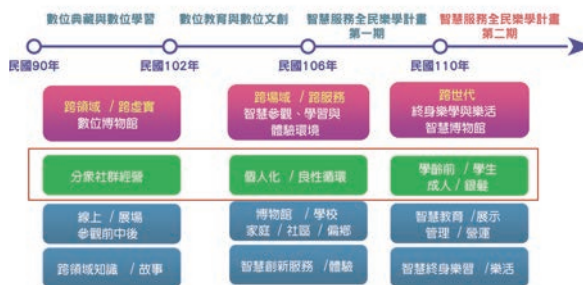 數位典藏與數位學習
數位教育與數位文創
智慧服務全民樂學計畫
第一期
智慧服務全民樂學計畫
第二期
民國90年
民國102年
民國106年
民國110年
跨領域 / 跨虛實
數位博物館
跨場域 / 跨服務
智慧參觀、學習與
體驗環境
跨世代
終身樂學與樂活
智慧博物館
分眾社群經營
個人化 / 良性循環
學齡前 / 學生
成人 / 銀髮
線上 / 展場
參觀前中後
博物館 / 學校
家庭 / 社區 / 偏鄉
智慧教育 / 展示
管理 / 營運
跨領域知識 / 故事
智慧創新服務 / 體驗
智慧終身樂習 / 樂活